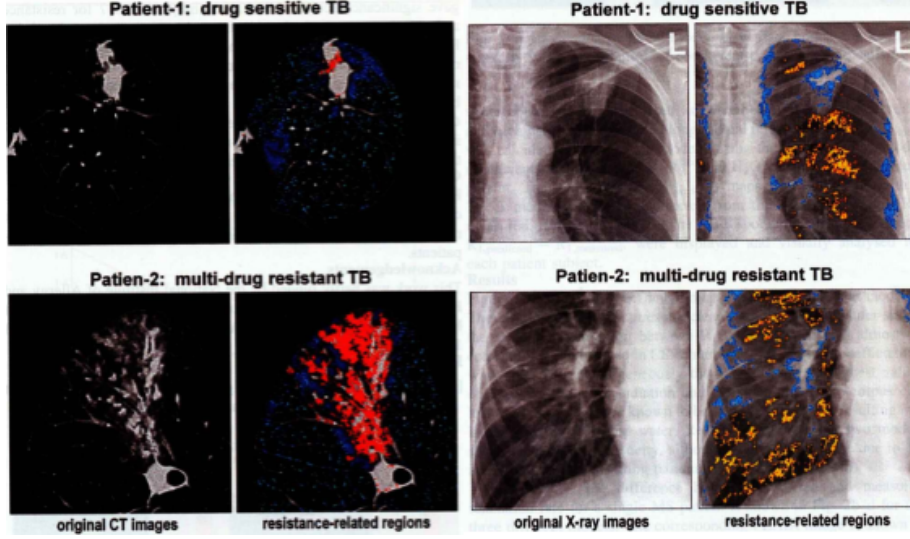 Patient-1: drug sensitive TB
Patient-1: drug sensitive TB
L
Patien-2: multi-drug resistant TB
Patien-2: multi-drug resistant TB
original CT images
resistance-related regions
original X-ray images
resistance-related regions